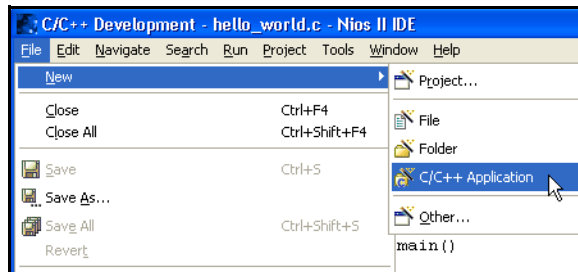 C/C++ Development - hello_world.c - Nios II IDE
File Edit Navigate Search Run Project Tools Window Help
New
Project...
Close Ctrl+F4
File
Close All Ctrl+Shift+F4
Folder
Save Ctrl+S
C/C++ Application
Save As...
Other...
Save All Ctrl+Shift+S
main()
Revert